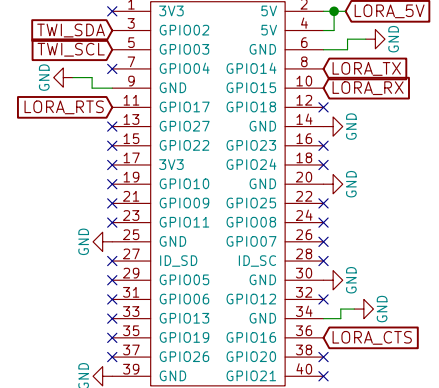 1 3V3 5V 2 LORA_5V
TWI_SDA 3 GPIO02 5V 4
TWI_SCL 5 GPIO03 GND 6 GND
7 GPIO04 GPIO14 8 LORA_TX
GND 9 GND GPIO15 10 LORA_RX
LORA_RTS 11 GPIO17 GPIO18 12
13 GPIO27 GND 14 GND
15 GPIO22 GPIO23 16
17 3V3 GPIO24 18
19 GPIO10 GND 20 GND
21 GPIO09 GPIO25 22
23 GPIO11 GPIO08 24
GND 25 GND GPIO07 26
27 ID_SD ID_SC 28
29 GPIO05 GND 30 GND
31 GPIO06 GPIO12 32
33 GPIO13 GND 34 GND
35 GPIO19 GPIO16 36 LORA_CTS
37 GPIO26 GPIO20 38
GND 39 GND GPIO21 40